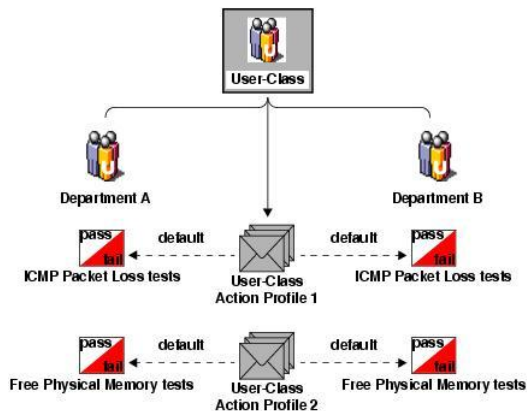 User-Class
Department A
Department B
pass
fail
default
default
pass
fail
ICMP Packet Loss tests
User-Class
Action Profile 1
ICMP Packet Loss tests
pass
fail
default
default
pass
fail
Free Physical Memory tests
User-Class
Action Profile 2
Free Physical Memory tests